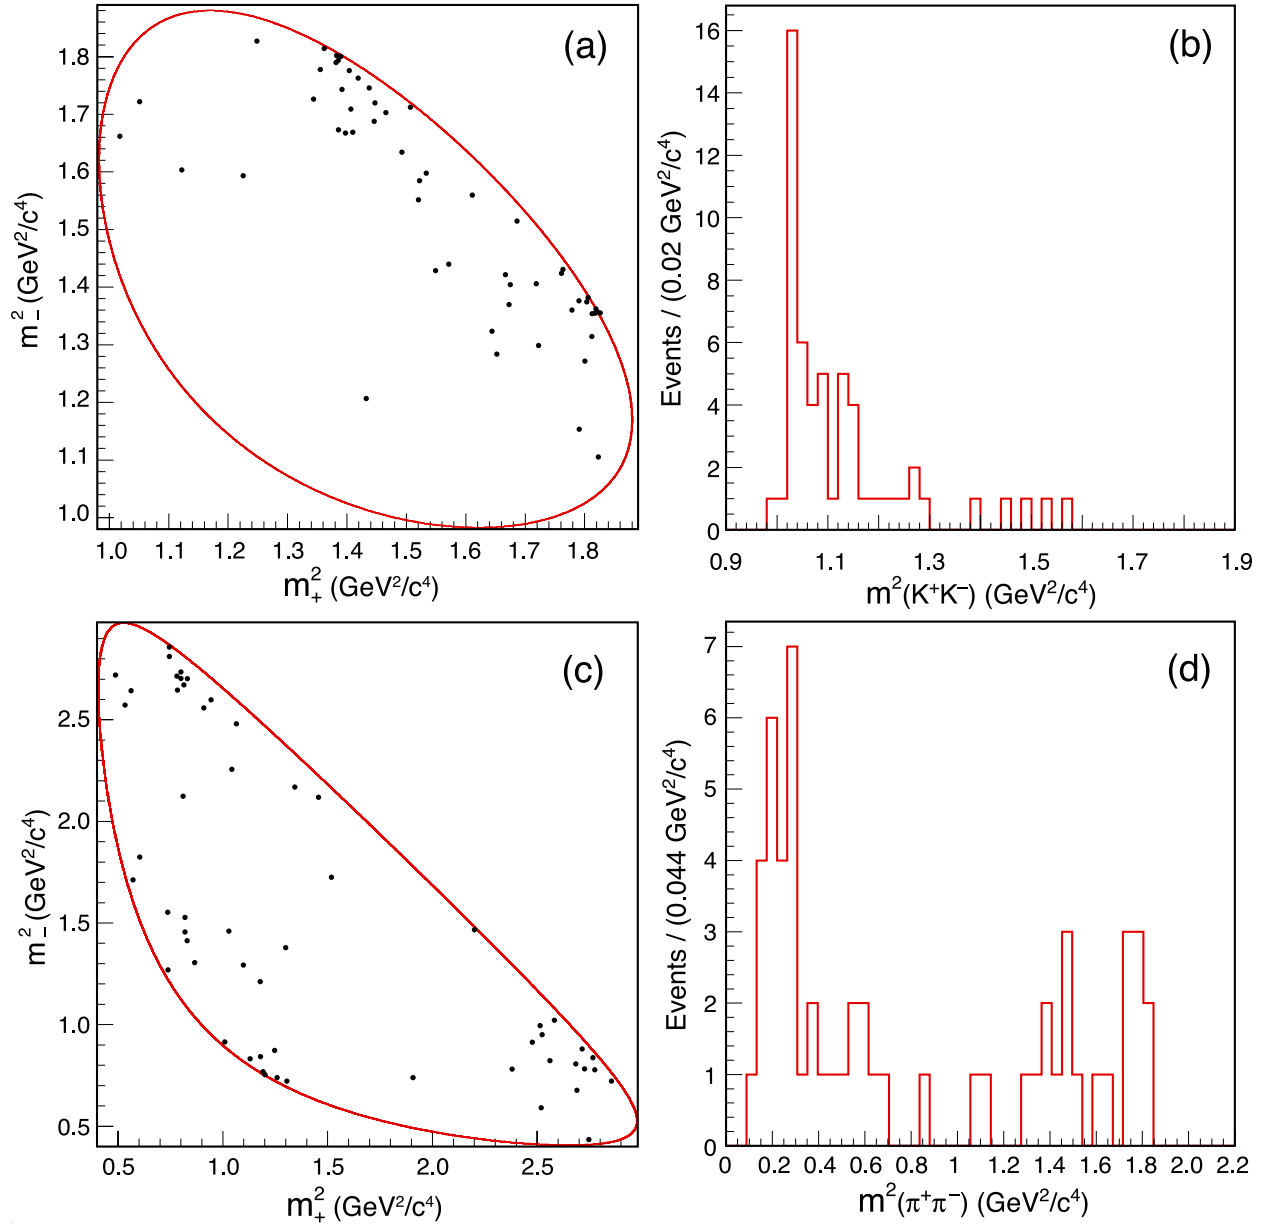 (a)
1.8
1.7
1.6
1.5
1.4
1.3
1.2
1.1
1.0
m²₋ (GeV²/c⁴)
1.0 1.1 1.2 1.3 1.4 1.5 1.6 1.7 1.8
m²₊ (GeV²/c⁴)
(b)
16
14
12
10
8
6
4
2
0
Events / (0.02 GeV²/c⁴)
0.9 1.1 1.3 1.5 1.7 1.9
m²(K⁺K⁻) (GeV²/c⁴)
(c)
2.5
2.0
1.5
1.0
0.5
m²₋ (GeV²/c⁴)
0.5 1.0 1.5 2.0 2.5
m²₊ (GeV²/c⁴)
(d)
7
6
5
4
3
2
1
0
Events / (0.044 GeV²/c⁴)
0 0.2 0.4 0.6 0.8 1 1.2 1.4 1.6 1.8 2.0 2.2
m²(π⁺π⁻) (GeV²/c⁴)